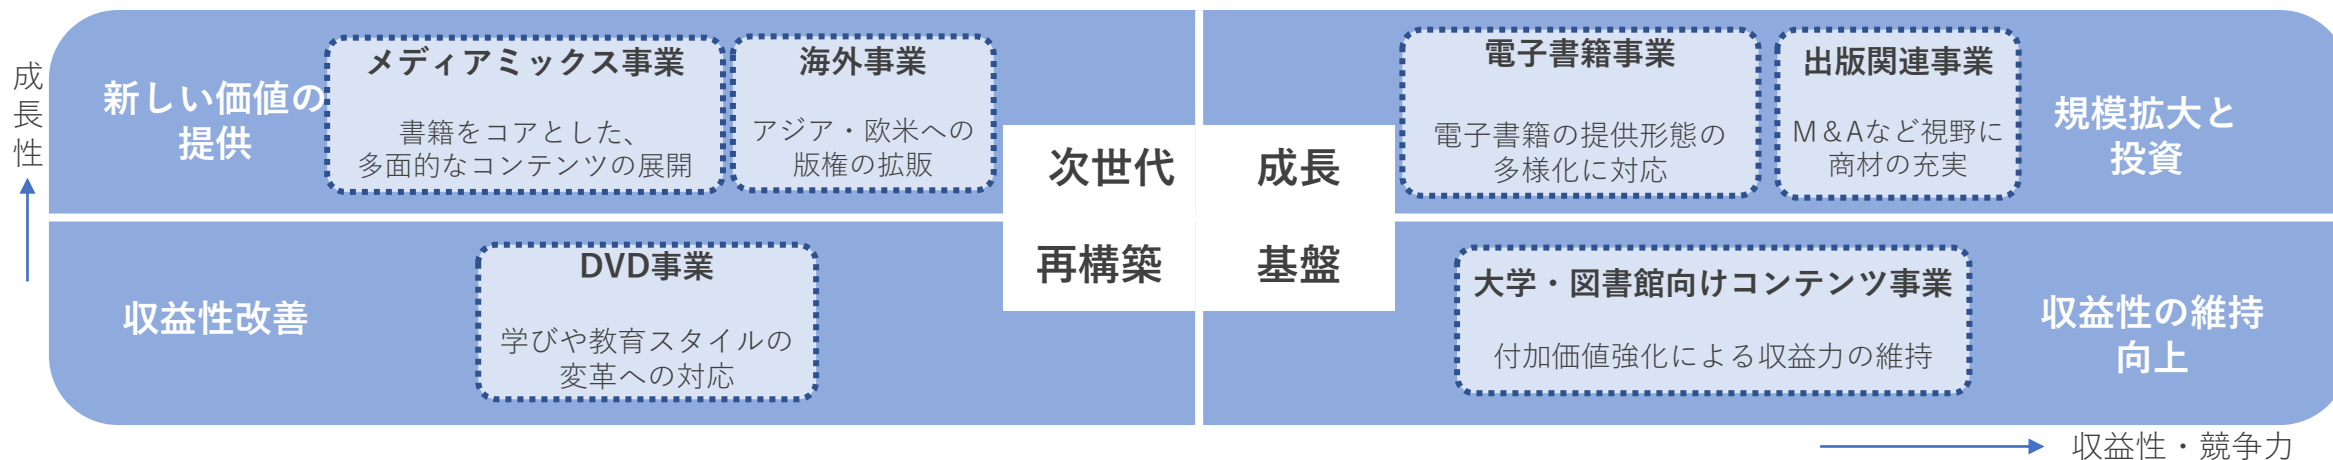 成長性
新しい価値の
提供
メディアミックス事業
書籍をコアとした、
多面的なコンテンツの展開
海外事業
アジア・欧米への
版権の拡販
次世代
成長
電子書籍事業
電子書籍の提供形態の
多様化に対応
出版関連事業
M＆Aなど視野に
商材の充実
規模拡大と
投資
収益性改善
DVD事業
学びや教育スタイルの
変革への対応
再構築
基盤
大学・図書館向けコンテンツ事業
付加価値強化による収益力の維持
収益性の維持
向上
収益性・競争力